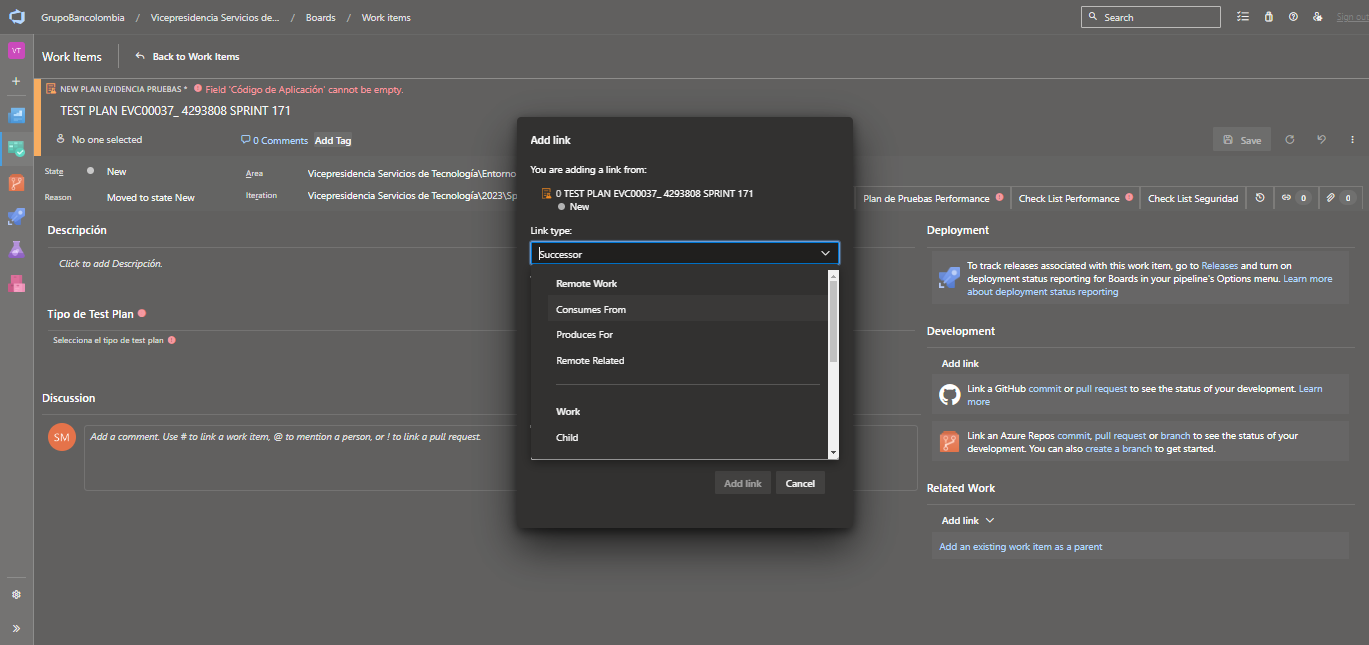 GrupoBancolombia / Vicepresidencia Servicios de... / Boards / Work items
Search
Sign out
VT
Work Items
Back to Work Items
NEW PLAN EVIDENCIA PRUEBAS * Field 'Código de Aplicación' cannot be empty.
TEST PLAN EVC00037_ 4293808 SPRINT 171
No one selected
0 Comments
Add Tag
Save
State
New
Area
Vicepresidencia Servicios de Tecnología\Entorno
Reason
Moved to state New
Iteration
Vicepresidencia Servicios de Tecnología\2023\Sp
Plan de Pruebas Performance
Check List Performance
Check List Seguridad
0
0
Descripción
Click to add Descripción.
Tipo de Test Plan
Selecciona el tipo de test plan
Discussion
SM
Add a comment. Use # to link a work item, @ to mention a person, or ! to link a pull request.
Add link
You are adding a link from:
0 TEST PLAN EVC00037_ 4293808 SPRINT 171
New
Link type:
Successor
Remote Work
Consumes From
Produces For
Remote Related
Work
Child
Add link
Cancel
Deployment
To track releases associated with this work item, go to Releases and turn on
deployment status reporting for Boards in your pipeline's Options menu. Learn more
about deployment status reporting
Development
Add link
Link a GitHub commit or pull request to see the status of your development. Learn
more
Link an Azure Repos commit, pull request or branch to see the status of your
development. You can also create a branch to get started.
Related Work
Add link
Add an existing work item as a parent